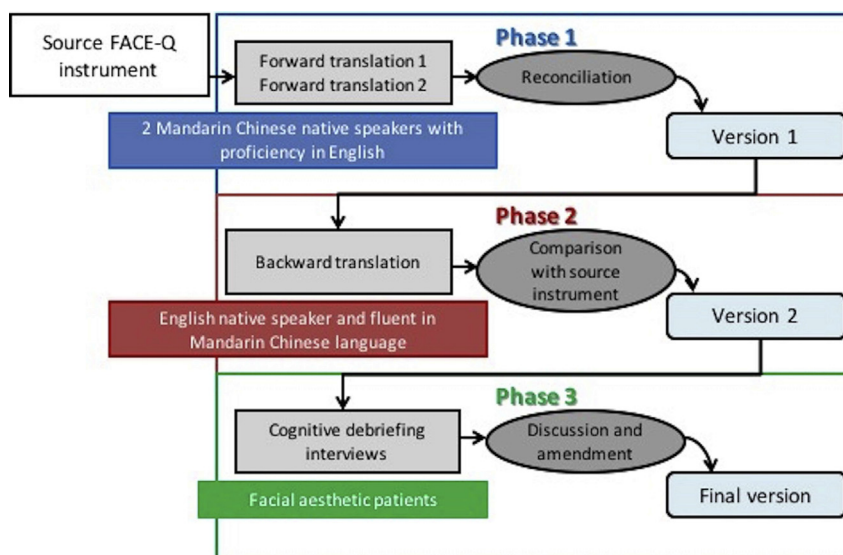 Source FACE-Q
instrument
Phase 1
Forward translation 1
Forward translation 2
Reconciliation
2 Mandarin Chinese native speakers with
proficiency in English
Version 1
Phase 2
Backward translation
Comparison
with source
instrument
English native speaker and fluent in
Mandarin Chinese language
Version 2
Phase 3
Cognitive debriefing
interviews
Discussion and
amendment
Facial aesthetic patients
Final version